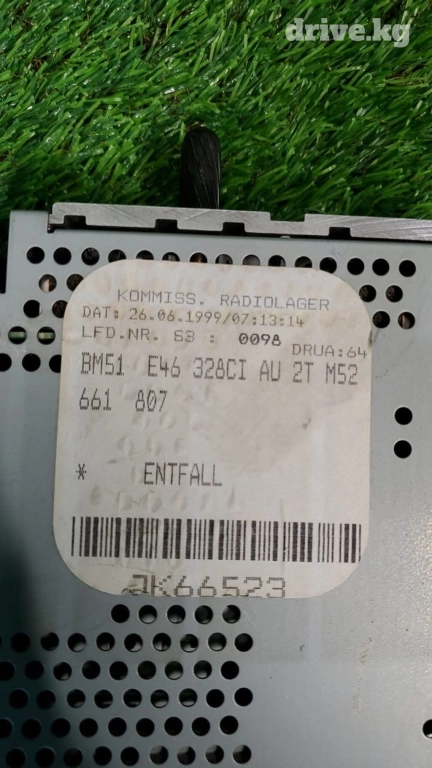 drive.kg
KOMMISS. RADIOLAGER
DAT: 26.06.1999/07:13:14
LFD.NR. S3 : 0098
DRUA:64
BM51 E46 328CI AU 2T M52
661 807
* ENTFALL
JK66523